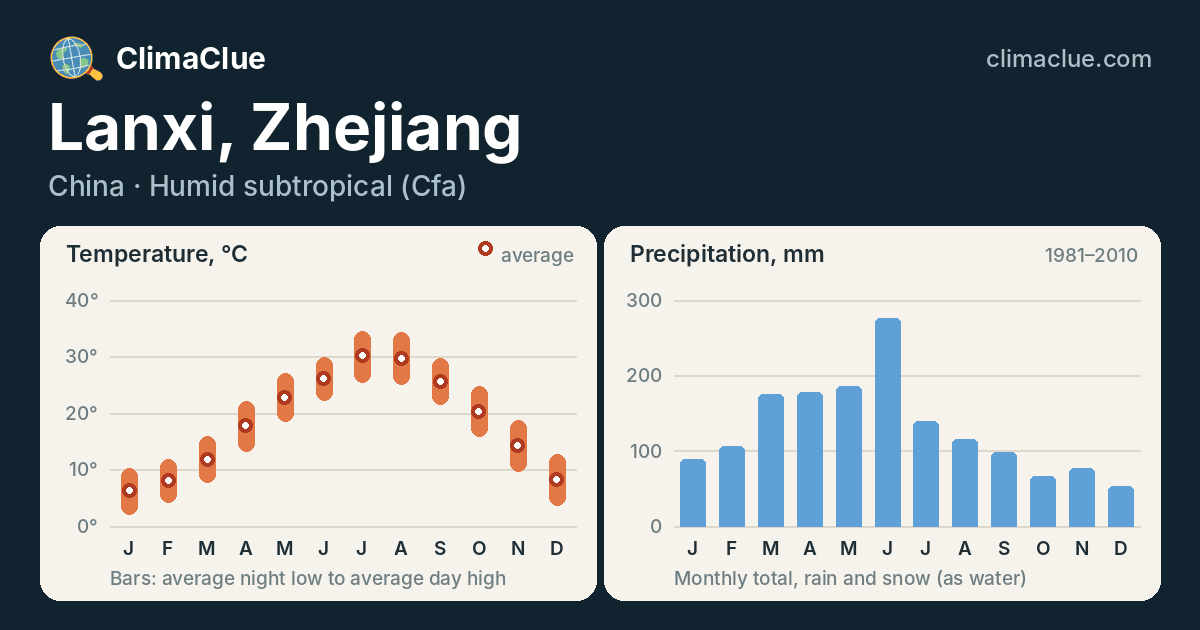 ClimaClue
climaclue.com
Lanxi, Zhejiang
China · Humid subtropical (Cfa)
Temperature, °C
average
40°
30°
20°
10°
0°
J F M A M J J A S O N D
Bars: average night low to average day high
Precipitation, mm
1981–2010
300
200
100
0
J F M A M J J A S O N D
Monthly total, rain and snow (as water)